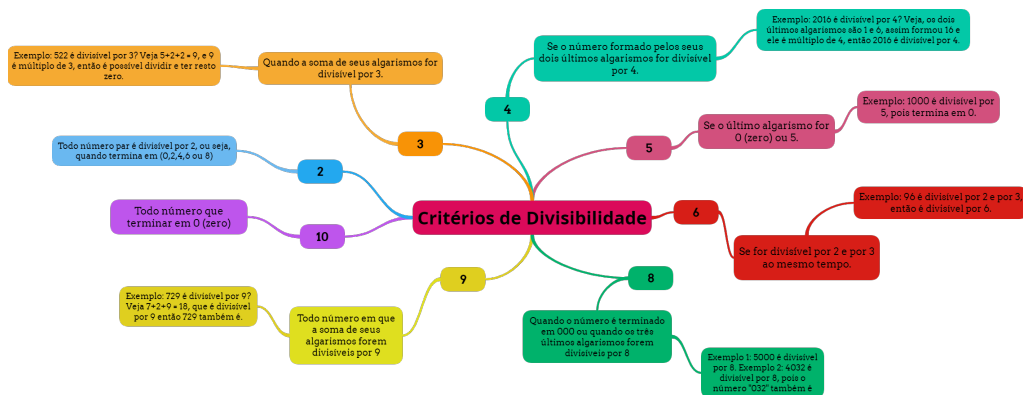 Critérios de Divisibilidade
2
Todo número par é divisível por 2, ou seja,
quando termina em (0,2,4,6 ou 8)
3
Quando a soma de seus algarismos for
divisível por 3.
Exemplo: 522 é divisível por 3? Veja 5+2+2 = 9, e 9
é múltiplo de 3, então é possível dividir e ter resto
zero.
4
Se o número formado pelos seus
dois últimos algarismos for divisível
por 4.
Exemplo: 2016 é divisível por 4? Veja, os dois
últimos algarismos são 1 e 6, assim formou 16 e
ele é múltiplo de 4, então 2016 é divisível por 4.
5
Se o último algarismo for
0 (zero) ou 5.
Exemplo: 1000 é divisível por
5, pois termina em 0.
6
Se for divisível por 2 e por 3
ao mesmo tempo.
Exemplo: 96 é divisível por 2 e por 3,
então é divisível por 6.
8
Quando o número é terminado
em 000 ou quando os três
últimos algarismos forem
divisíveis por 8
Exemplo 1: 5000 é divisível
por 8. Exemplo 2: 4032 é
divisível por 8, pois o
número "032" também é
9
Todo número em que
a soma de seus
algarismos forem
divisíveis por 9
Exemplo: 729 é divisível por 9?
Veja 7+2+9 = 18, que é divisível
por 9 então 729 também é.
10
Todo número que
terminar em 0 (zero)